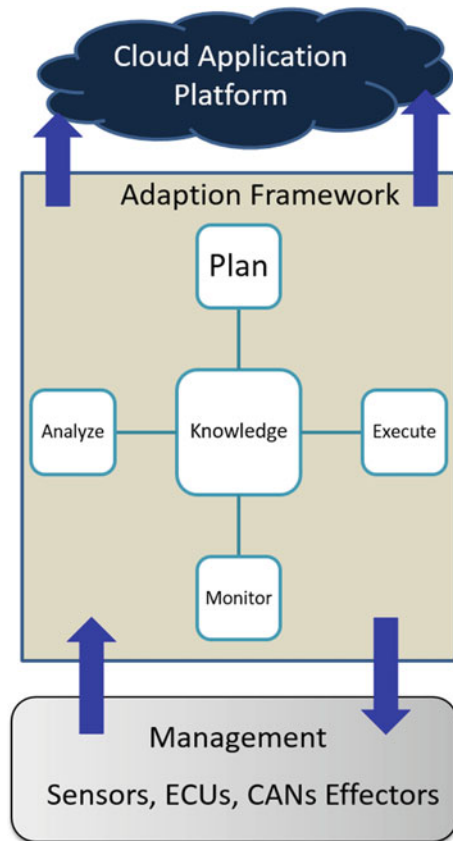 Cloud Application
Platform
Adaption Framework
Plan
Analyze
Knowledge
Execute
Monitor
Management
Sensors, ECUs, CANs Effectors